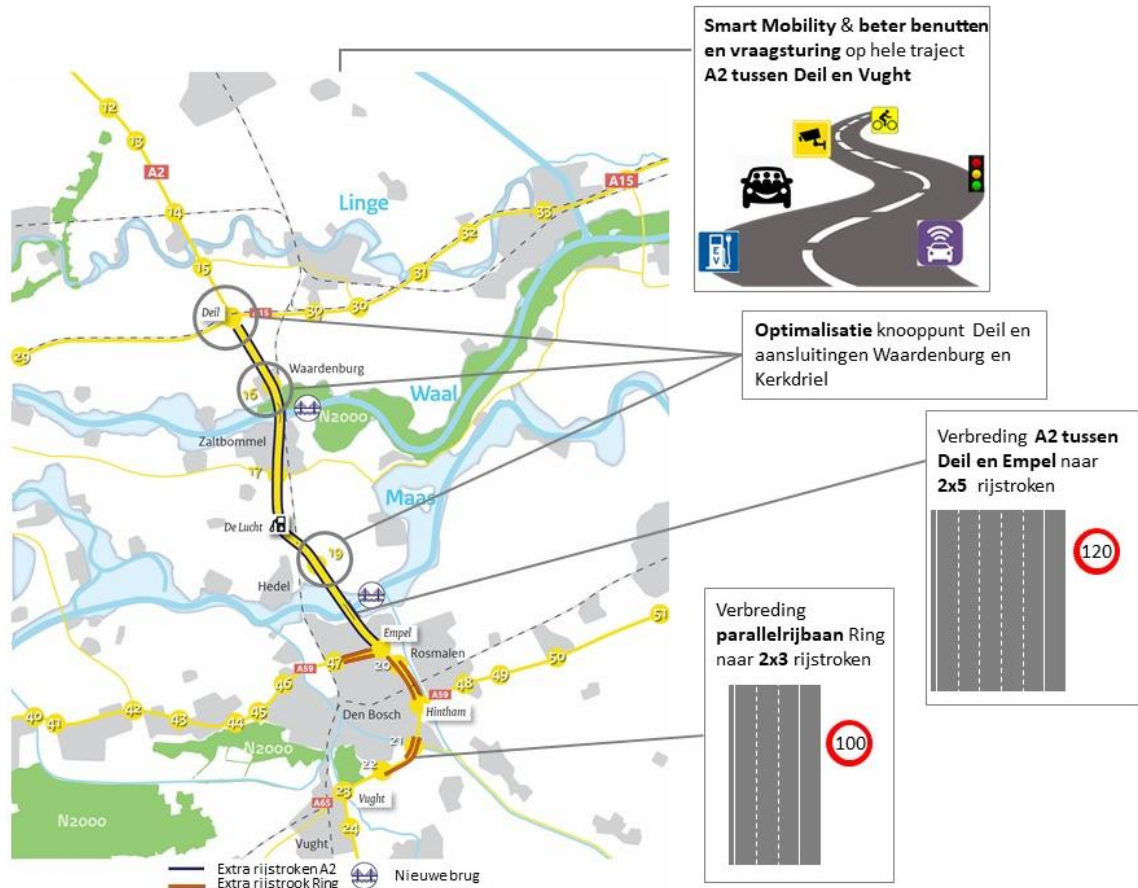 Smart Mobility & beter benutten
en vraagsturing op hele traject
A2 tussen Deil en Vught
EV
12
13
A2
14
15
Linge
A15
33
32
31
30
30
A15
Deil
29
Waardenburg
16
Waal
N2000
Zaltbommel
17
Maas
De Lucht
19
Hedel
Optimalisatie knooppunt Deil en
aansluitingen Waardenburg en
Kerkdriel
Verbreding A2 tussen
Deil en Empel naar
2x5 rijstroken
120
Verbreding
parallelrijbaan Ring
naar 2x3 rijstroken
100
Empel
20
Rosmalen
47
A59
46
45
44
43
42
41
40
A59
48
49
50
51
Den Bosch
Hintham
21
22
N2000
23
Vught
A65
24
Vught
N2000
Extra rijstroken A2
Extra rijstrook Ring
Nieuwe brug